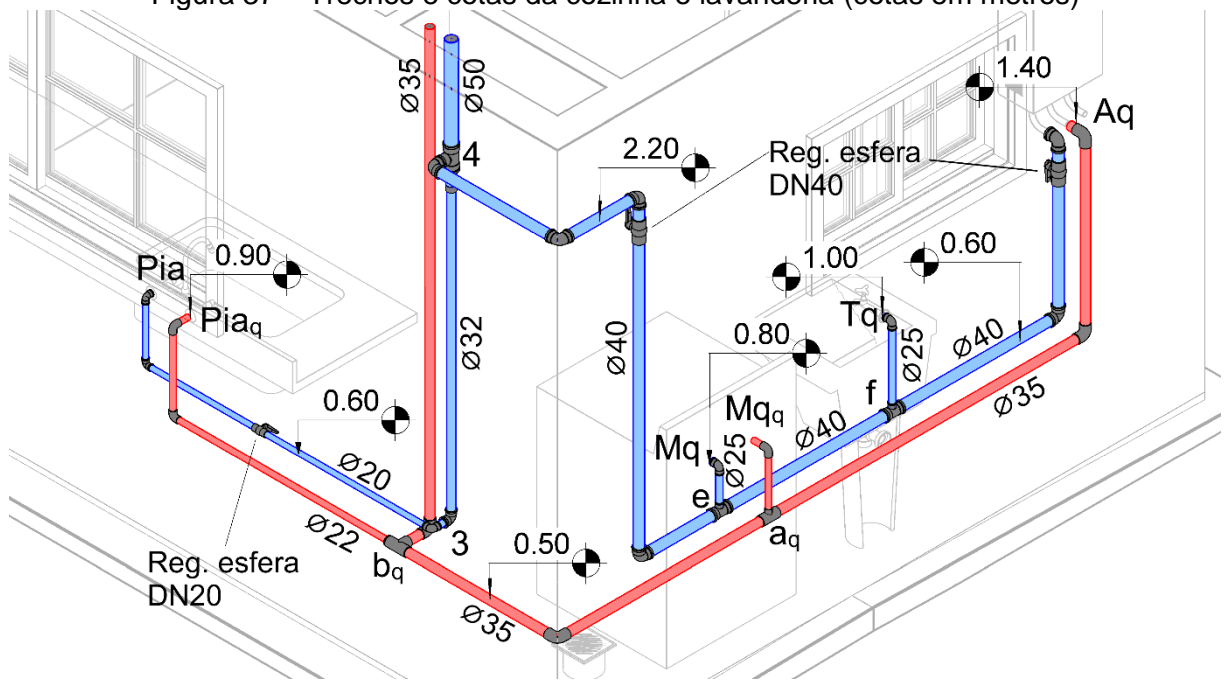 Figura 37 – Trechos e cotas da cozinha e lavanderia (cotas em metros)
Ø35
Ø50
4
2.20
Reg. esfera
DN40
1.40
Aq
Pia
0.90
Piaq
Ø32
Ø40
1.00
0.60
Tq
Ø25
Ø40
0.80
f
Ø35
0.60
Mqq
Mq
Ø25
Ø40
e
Ø20
Ø22
3
bq
0.50
aq
Reg. esfera
DN20
Ø35